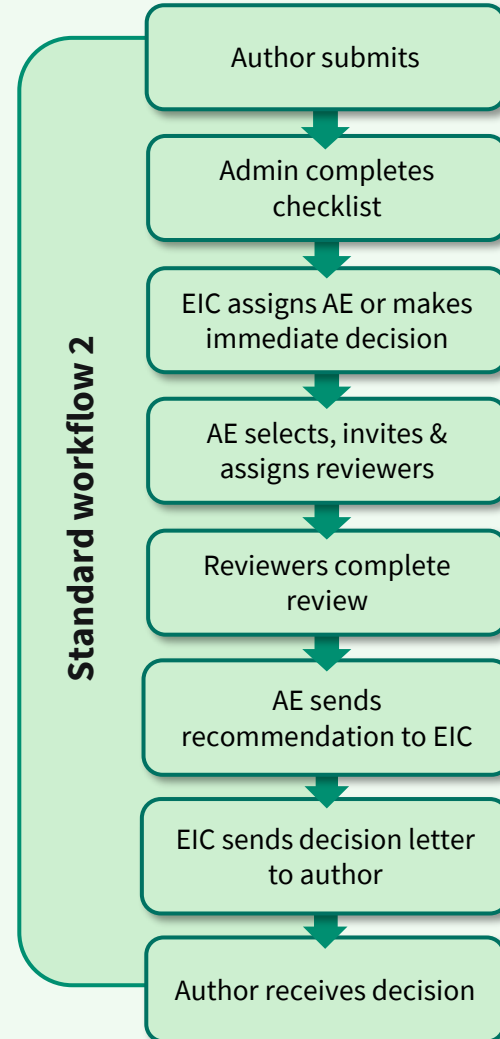 Author submits
Admin completes
checklist
EIC assigns AE or makes
immediate decision
AE selects, invites &
assigns reviewers
Standard workflow 2
Reviewers complete
review
AE sends
recommendation to EIC
EIC sends decision letter
to author
Author receives decision